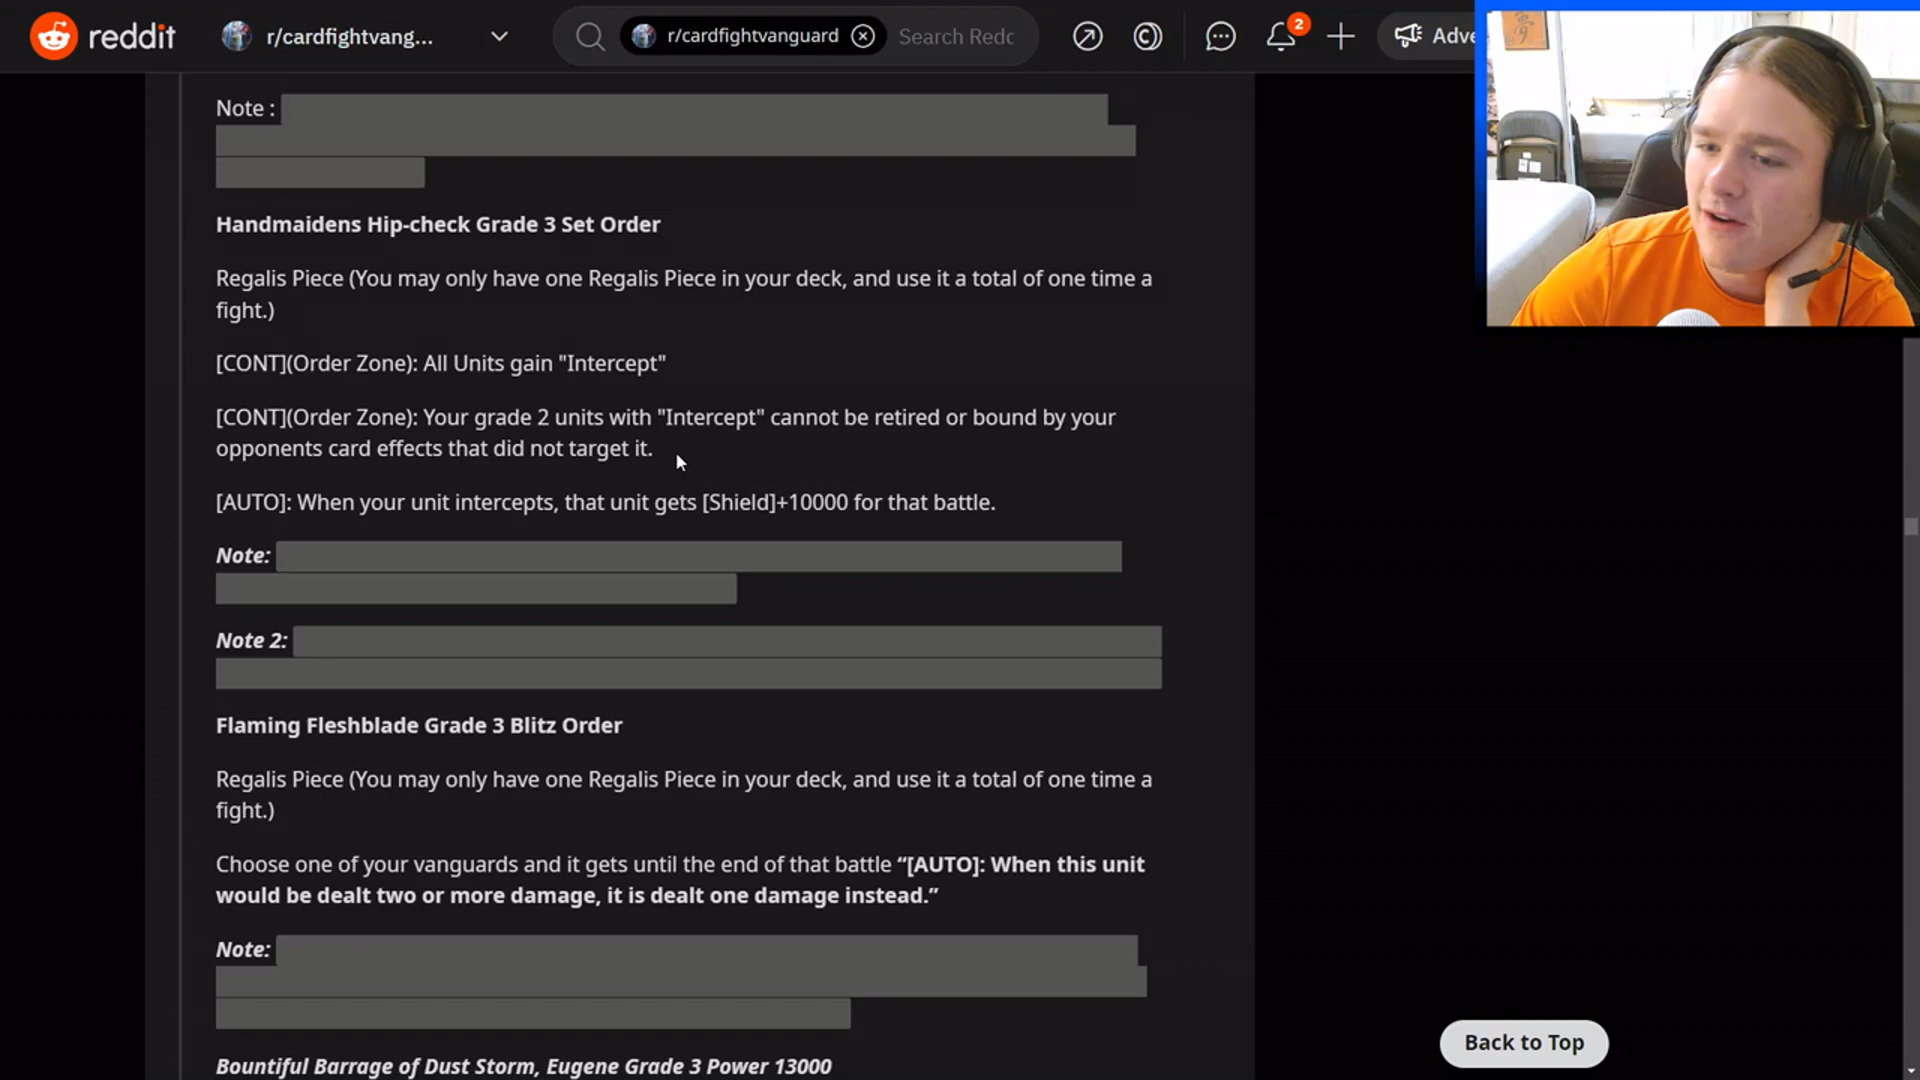 reddit
r/cardfightvang...
r/cardfightvanguard
Search Redc
2
Adve
Note :
Handmaidens Hip-check Grade 3 Set Order
Regalis Piece (You may only have one Regalis Piece in your deck, and use it a total of one time a
fight.)
[CONT](Order Zone): All Units gain "Intercept"
[CONT](Order Zone): Your grade 2 units with "Intercept" cannot be retired or bound by your
opponents card effects that did not target it.
[AUTO]: When your unit intercepts, that unit gets [Shield]+10000 for that battle.
Note:
Note 2:
Flaming Fleshblade Grade 3 Blitz Order
Regalis Piece (You may only have one Regalis Piece in your deck, and use it a total of one time a
fight.)
Choose one of your vanguards and it gets until the end of that battle “[AUTO]: When this unit
would be dealt two or more damage, it is dealt one damage instead.”
Note:
Bountiful Barrage of Dust Storm, Eugene Grade 3 Power 13000
Back to Top